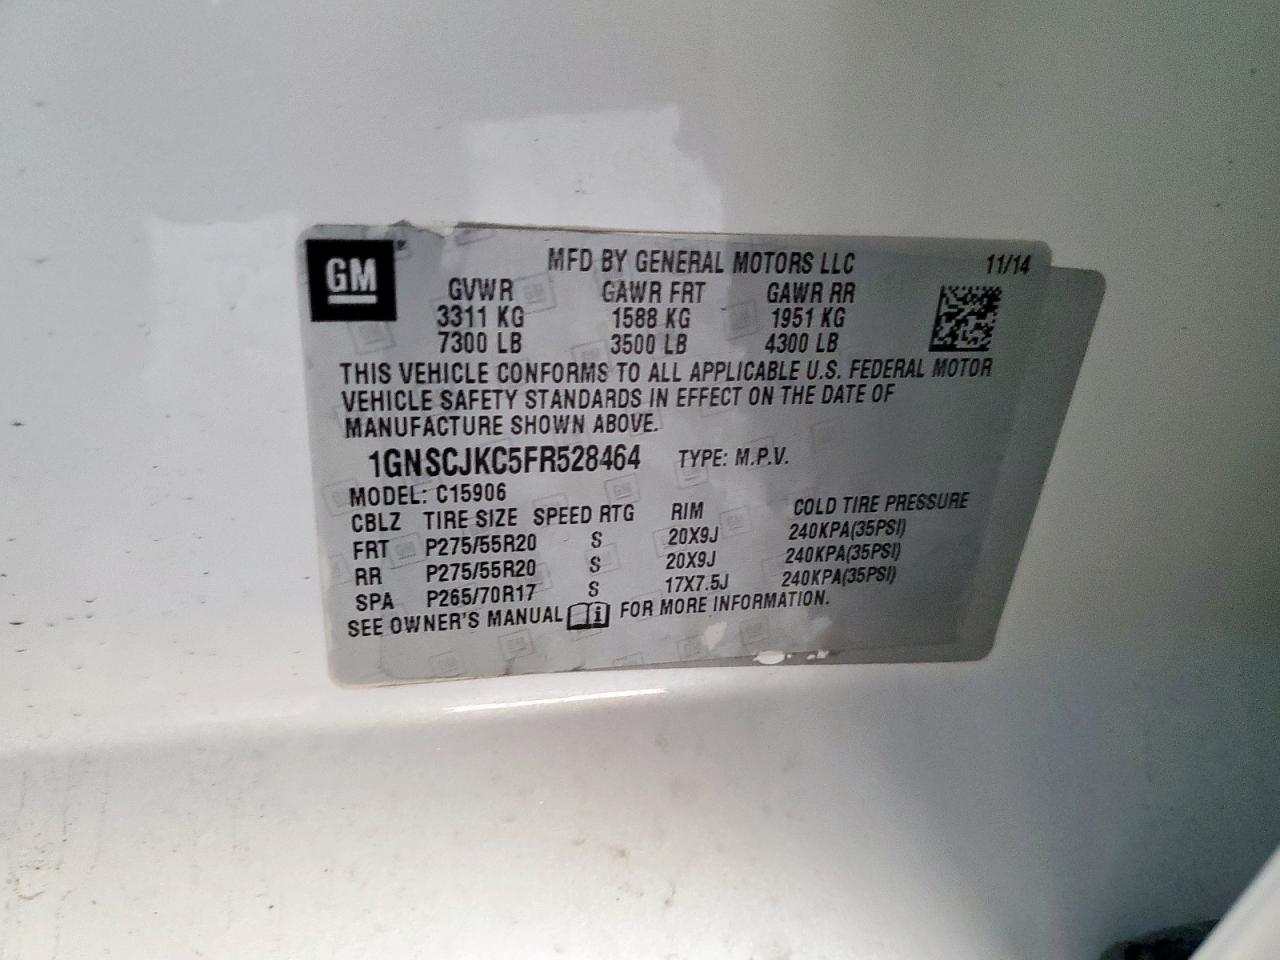 GM
MFD BY GENERAL MOTORS LLC 11/14
GVWR GAWR FRT GAWR RR
3311 KG 1588 KG 1951 KG
7300 LB 3500 LB 4300 LB
THIS VEHICLE CONFORMS TO ALL APPLICABLE U.S. FEDERAL MOTOR
VEHICLE SAFETY STANDARDS IN EFFECT ON THE DATE OF
MANUFACTURE SHOWN ABOVE.
1GNSCJKC5FR528464 TYPE: M.P.V.
MODEL: C15906
CBLZ TIRE SIZE SPEED RTG RIM COLD TIRE PRESSURE
FRT P275/55R20 S 20X9J 240KPA(35PSI)
RR P275/55R20 S 20X9J 240KPA(35PSI)
SPA P265/70R17 S 17X7.5J 240KPA(35PSI)
SEE OWNER'S MANUAL FOR MORE INFORMATION.